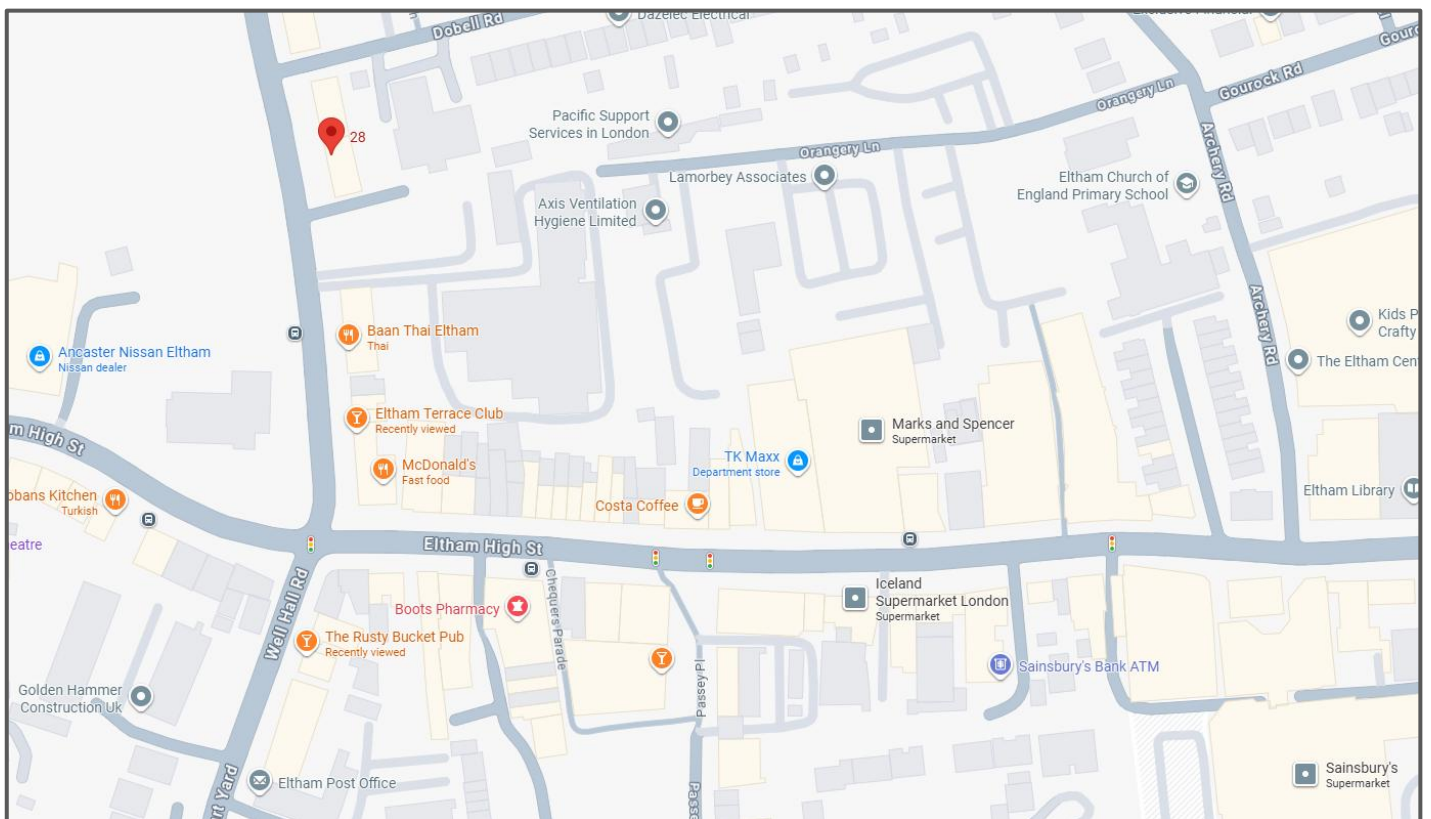 Dobell Rd
Dazelec Electrical
Gourock Rd
28
Pacific Support
Services in London
Orangery Ln
Orangery Ln
Archery Rd
Lamorbey Associates
Eltham Church of
England Primary School
Axis Ventilation
Hygiene Limited
Archery Rd
Baan Thai Eltham
Thai
Ancaster Nissan Eltham
Nissan dealer
Kids P
Crafty
The Eltham Cen
Eltham Terrace Club
Recently viewed
m High St
Marks and Spencer
Supermarket
McDonald's
Fast food
TK Maxx
Department store
obans Kitchen
Turkish
Costa Coffee
Eltham Library
eatre
Eltham High St
Well Hall Rd
Chequers Parade
Boots Pharmacy
Iceland
Supermarket London
Supermarket
The Rusty Bucket Pub
Recently viewed
Passey Pl
Sainsbury's Bank ATM
Golden Hammer
Construction Uk
Eltham Post Office
rt Yard
Passe
Sainsbury's
Supermarket